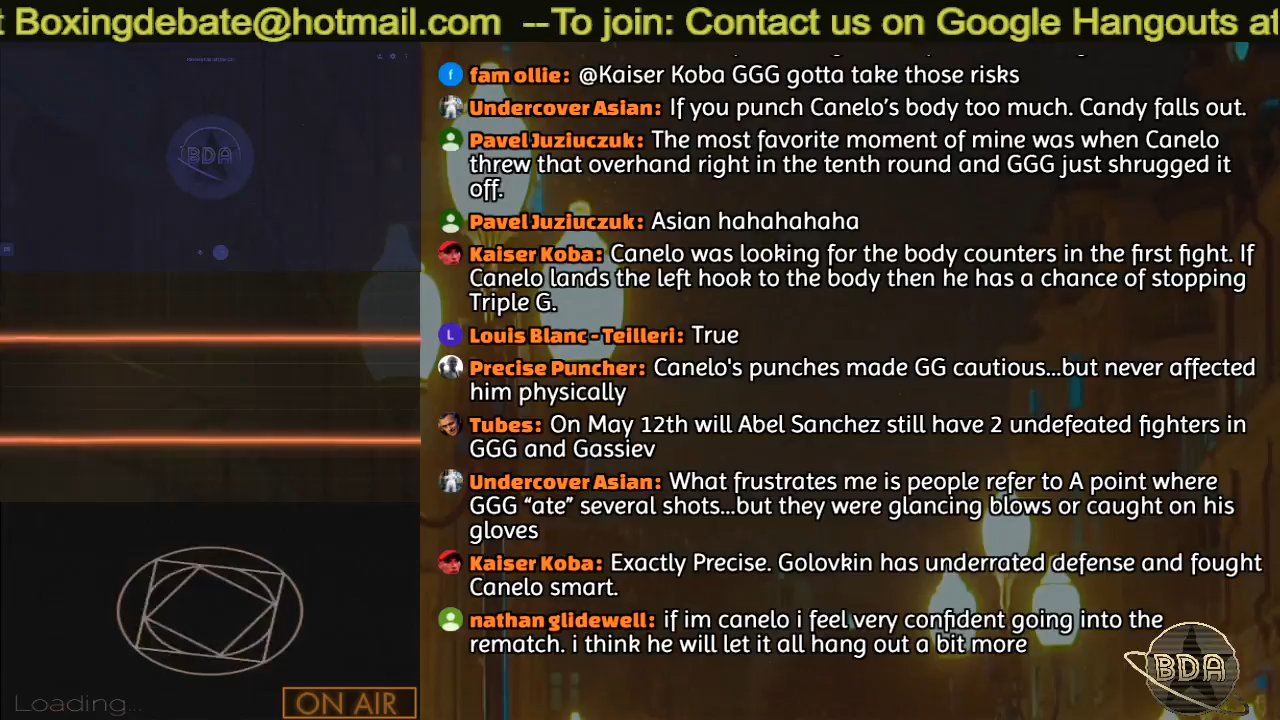 t Boxingdebate@hotmail.com --To join: Contact us on Google Hangouts at
BDA
fam ollie: @Kaiser Koba GGG gotta take those risks
Undercover Asian: If you punch Canelo’s body too much. Candy falls out.
Pavel Juziuczuk: The most favorite moment of mine was when Canelo
threw that overhand right in the tenth round and GGG just shrugged it
off.
Pavel Juziuczuk: Asian hahahahaha
Kaiser Koba: Canelo was looking for the body counters in the first fight. If
Canelo lands the left hook to the body then he has a chance of stopping
Triple G.
L Louis Blanc-Teilleri: True
Precise Puncher: Canelo's punches made GG cautious...but never affected
him physically
Tubes: On May 12th will Abel Sanchez still have 2 undefeated fighters in
GGG and Gassiev
Undercover Asian: What frustrates me is people refer to A point where
GGG “ate” several shots...but they were glancing blows or caught on his
gloves
Kaiser Koba: Exactly Precise. Golovkin has underrated defense and fought
Canelo smart.
nathan glidewell: if im canelo i feel very confident going into the
rematch. i think he will let it all hang out a bit more
BDA
Loading...
ON AIR